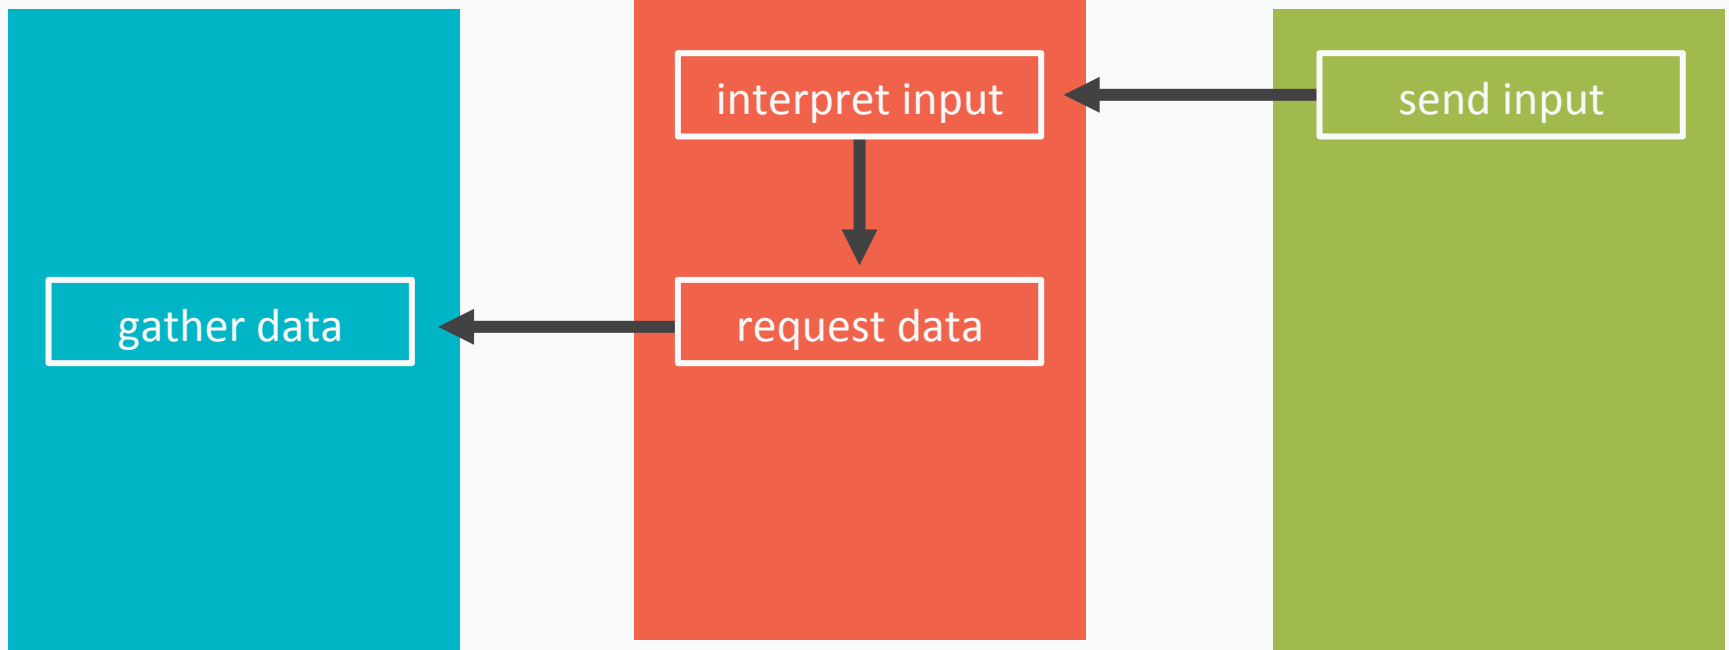 interpret input
send input
gather data
request data